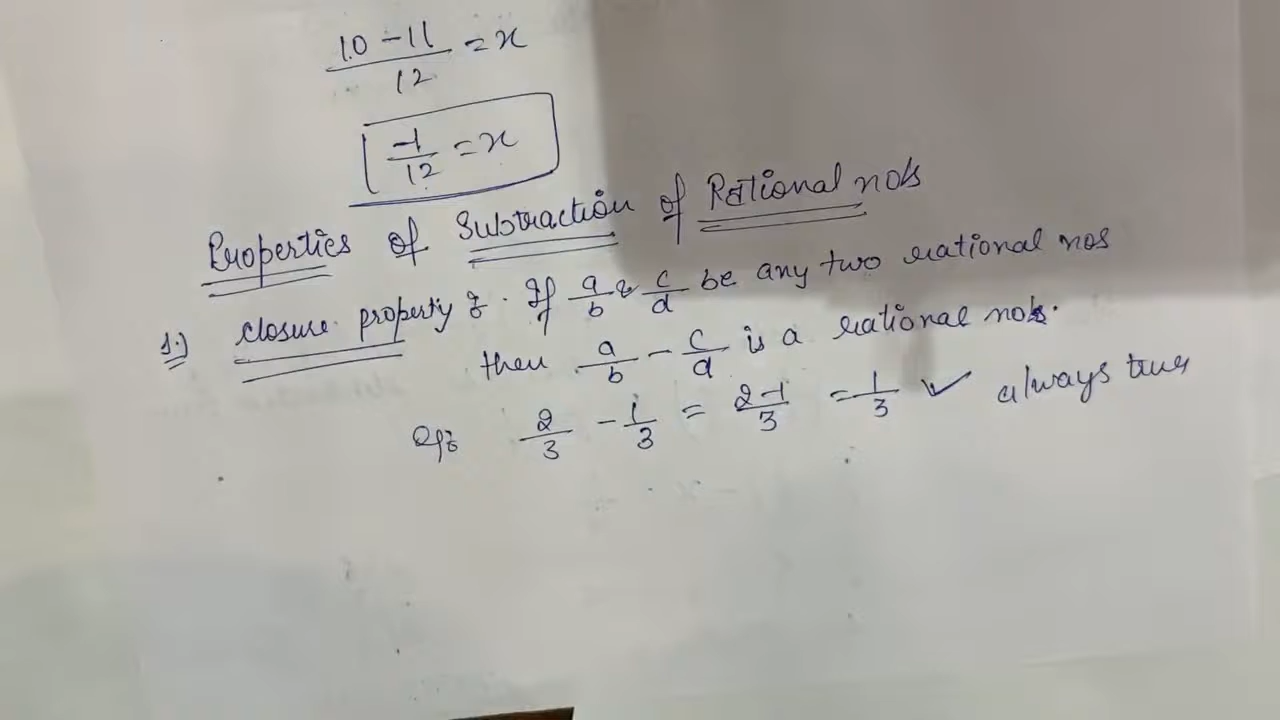 10 - 11 / 12 = x
-1/12 = x
Properties of Subtraction of Rational nos
1.) Closure property :- If a/b & c/d be any two rational nos
then a/b - c/d is a rational nos.
eg:- 2/3 - 1/3 = 2-1/3 = 1/3 ✓ always true